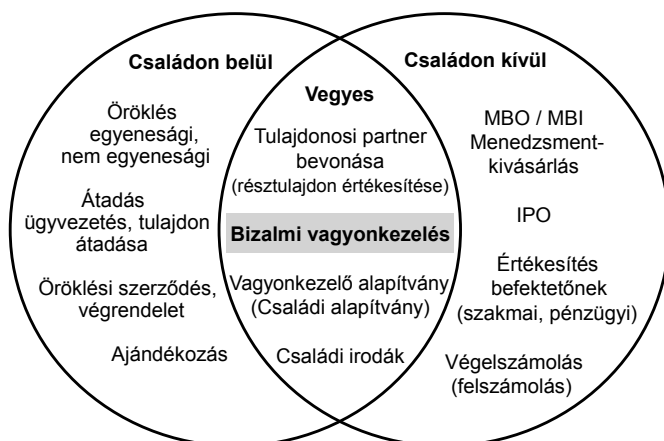 Családon belül
Öröklés
egyenesági,
nem egyenesági
Átadás
ügyvezetés, tulajdon
átadása
Öröklési szerződés,
végrendelet
Ajándékozás
Vegyes
Tulajdonosi partner
bevonása
(résztulajdon értékesítése)
Bizalmi vagyonkezelés
Vagyonkezelő alapítvány
(Családi alapítvány)
Családi irodák
Családon kívül
MBO / MBI
Menedzsment-
kivásárlás
IPO
Értékesítés
befektetőnek
(szakmai, pénzügyi)
Végelszámolás
(felszámolás)